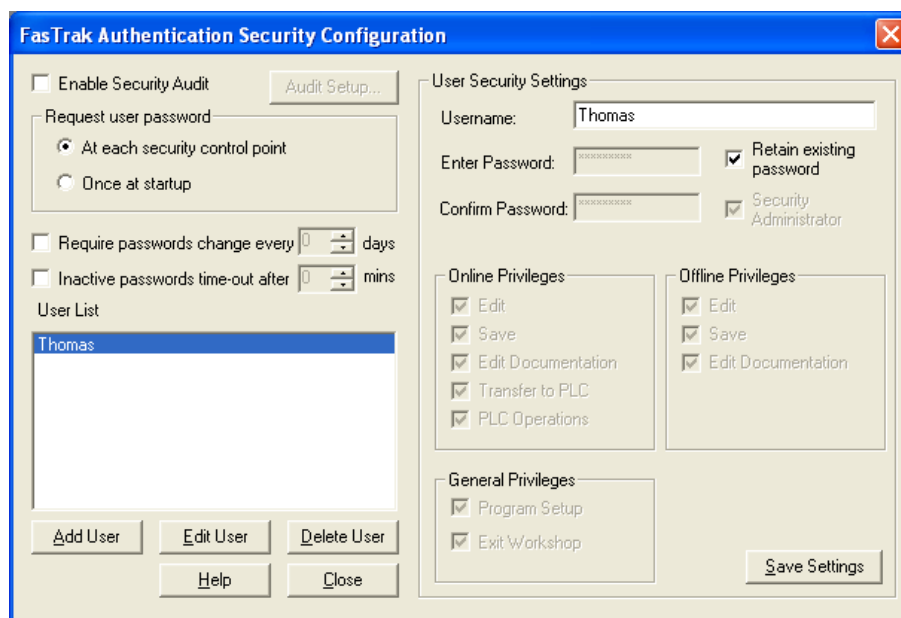 FasTrak Authentication Security Configuration
Enable Security Audit
Audit Setup...
Request user password
At each security control point
Once at startup
Require passwords change every 0 days
Inactive passwords time-out after 0 mins
User List
Thomas
Add User
Edit User
Delete User
Help
Close
User Security Settings
Username: Thomas
Enter Password: *********
Retain existing
password
Confirm Password: *********
Security
Administrator
Online Privileges
Edit
Save
Edit Documentation
Transfer to PLC
PLC Operations
Offline Privileges
Edit
Save
Edit Documentation
General Privileges
Program Setup
Exit Workshop
Save Settings